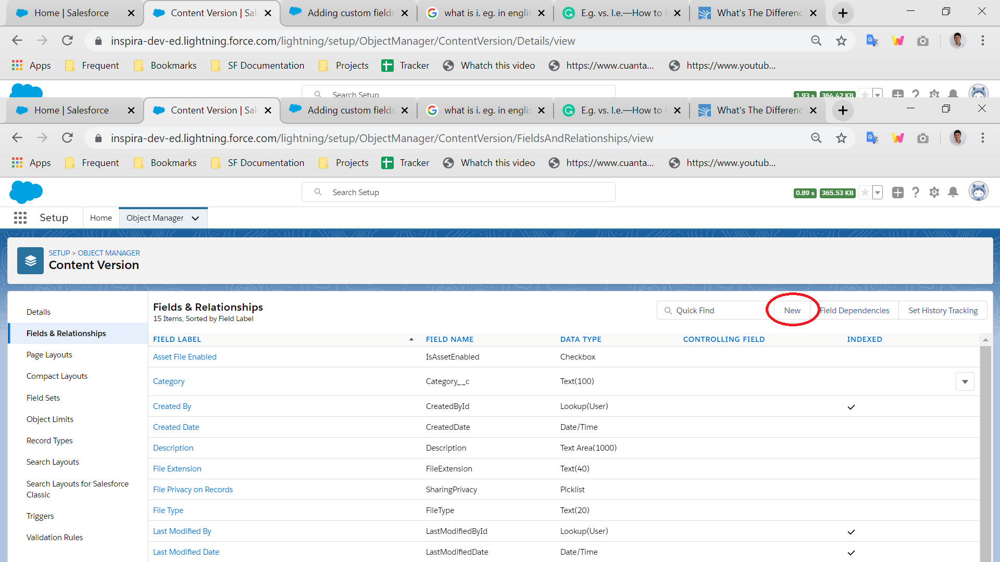 Home | Salesforce
Content Version | Sal
Adding custom fields
what is i. eg. in englis
E.g. vs. I.e.—How to U
What's The Differenc
inspira-dev-ed.lightning.force.com/lightning/setup/ObjectManager/ContentVersion/Details/view
Apps Frequent Bookmarks SF Documentation Projects Tracker Whatch this video https://www.cuanta... https://www.youtub...
Search Setup 1.93 s 364.42 KB
Home | Salesforce
Content Version | Sal
Adding custom fields
what is i. eg. in englis
E.g. vs. I.e.—How to U
What's The Differenc
inspira-dev-ed.lightning.force.com/lightning/setup/ObjectManager/ContentVersion/FieldsAndRelationships/view
Apps Frequent Bookmarks SF Documentation Projects Tracker Whatch this video https://www.cuanta... https://www.youtub...
Search Setup 0.89 s 365.53 KB
Setup Home Object Manager
SETUP > OBJECT MANAGER
Content Version
Details
Fields & Relationships
Page Layouts
Compact Layouts
Field Sets
Object Limits
Record Types
Search Layouts
Search Layouts for Salesforce
Classic
Triggers
Validation Rules
Fields & Relationships
15 Items, Sorted by Field Label
Quick Find New Field Dependencies Set History Tracking
FIELD LABEL FIELD NAME DATA TYPE CONTROLLING FIELD INDEXED
Asset File Enabled IsAssetEnabled Checkbox
Category Category__c Text(100)
Created By CreatedById Lookup(User)
Created Date CreatedDate Date/Time
Description Description Text Area(1000)
File Extension FileExtension Text(40)
File Privacy on Records SharingPrivacy Picklist
File Type FileType Text(20)
Last Modified By LastModifiedById Lookup(User)
Last Modified Date LastModifiedDate Date/Time